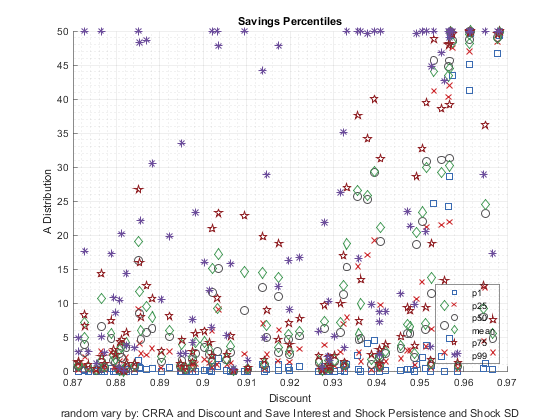 Savings Percentiles
A Distribution
50
45
40
35
30
25
20
15
10
5
0
p1
p25
p50
mean
p75
p99
0.87
0.88
0.89
0.9
0.91
0.92
0.93
0.94
0.95
0.96
0.97
Discount
random vary by: CRRA and Discount and Save Interest and Shock Persistence and Shock SD